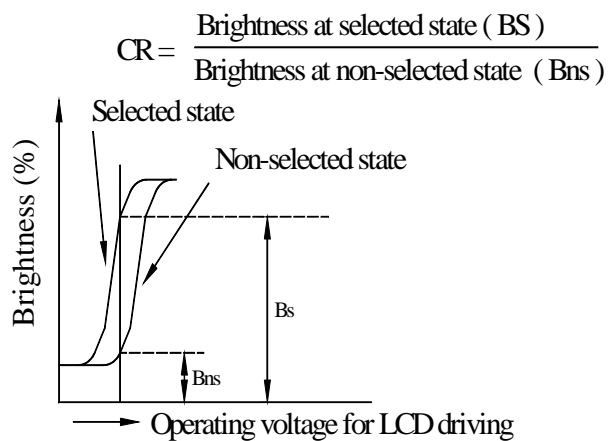 CR = Brightness at selected state ( BS )
Brightness at non-selected state ( Bns )
Selected state
Non-selected state
Brightness (%)
Bs
Bns
Operating voltage for LCD driving